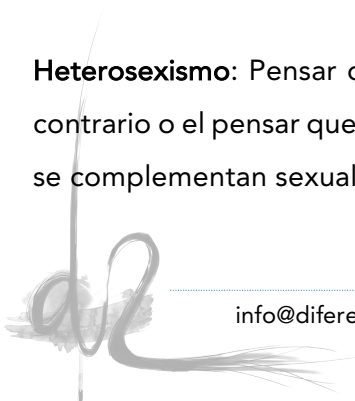 Heterosexismo: Pensar
contrario o el pensar que
se complementan sexual
info@difere